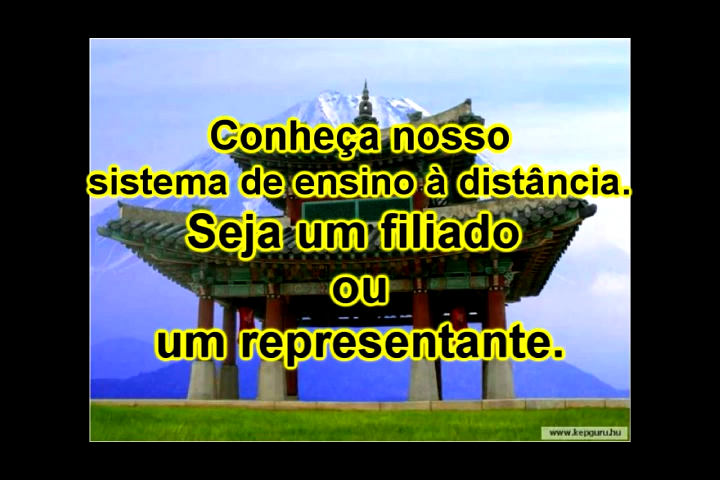 Conheça nosso
sistema de ensino à distância.
Seja um filiado
ou
um representante.
www.kepguru.hu